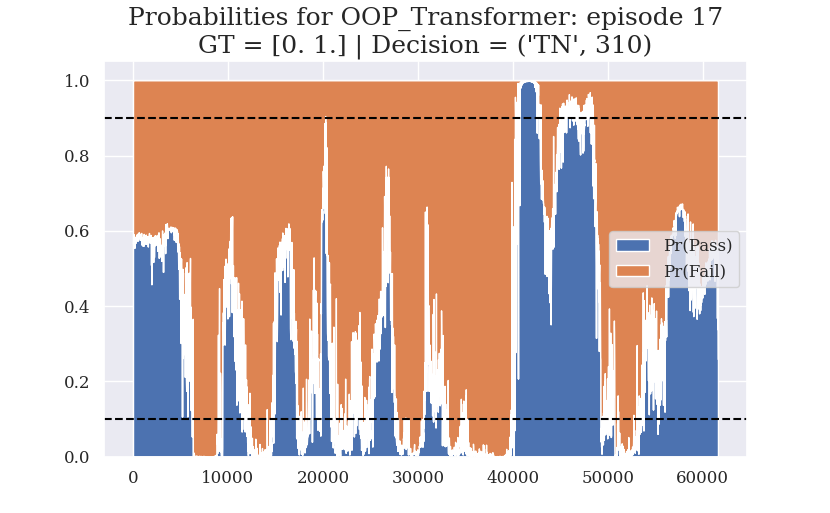 Probabilities for OOP_Transformer: episode 17
GT = [0. 1.] | Decision = ('TN', 310)
1.0
0.8
0.6
0.4
0.2
0.0
Pr(Pass)
Pr(Fail)
0 10000 20000 30000 40000 50000 60000